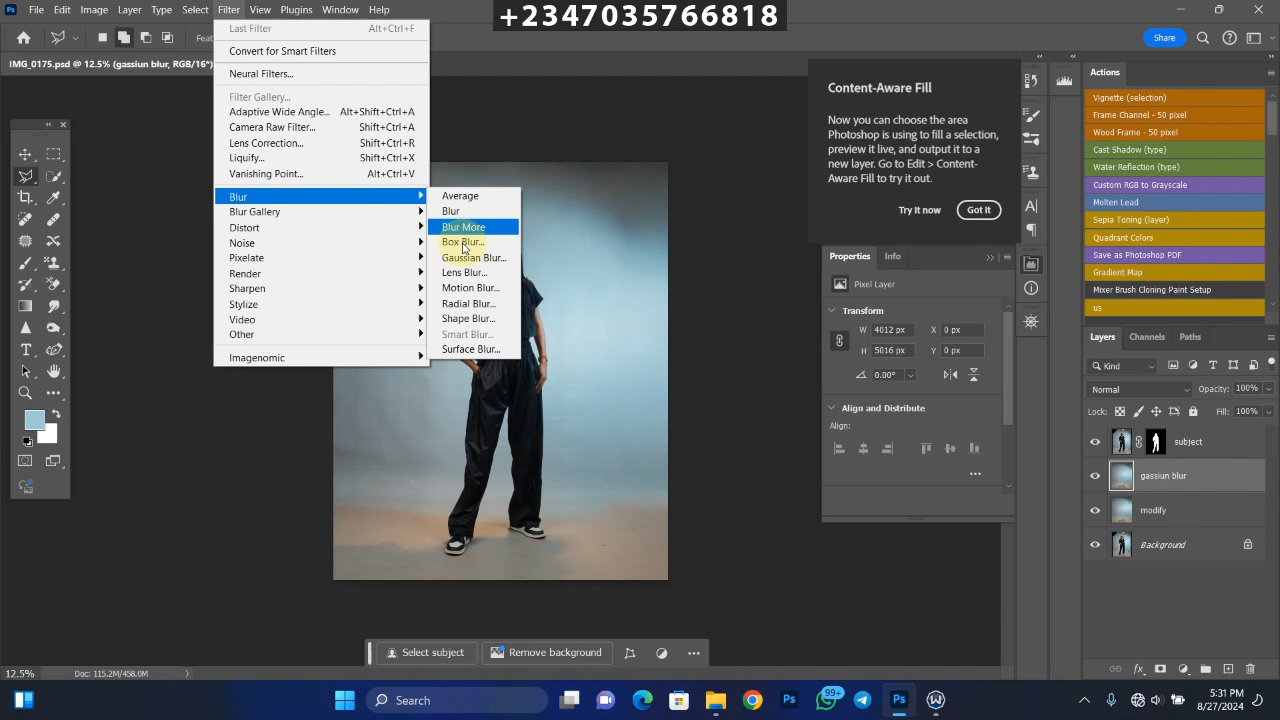 +2347035766818
File Edit Image Layer Type Select Filter View Plugins Window Help
Share
IMG_0175.psd @ 12.5% (gassiun blur, RGB/16*)
Last Filter Alt+Ctrl+F
Convert for Smart Filters
Neural Filters...
Filter Gallery...
Adaptive Wide Angle... Alt+Shift+Ctrl+A
Camera Raw Filter... Shift+Ctrl+A
Lens Correction... Shift+Ctrl+R
Liquify... Shift+Ctrl+X
Vanishing Point... Alt+Ctrl+V
Blur
Blur Gallery
Distort
Noise
Pixelate
Render
Sharpen
Stylize
Video
Other
Imagenomic
Average
Blur
Blur More
Box Blur...
Gaussian Blur...
Lens Blur...
Motion Blur...
Radial Blur...
Shape Blur...
Smart Blur...
Surface Blur...
Content-Aware Fill
Now you can choose the area
Photoshop is using to fill a selection,
preview it live, and output it to a
new layer. Go to Edit > Content-
Aware Fill to try it out.
Try it now Got it
Properties Info
Pixel Layer
Transform
W 4012 px X 0 px
H 5016 px Y 0 px
0.00°
Align and Distribute
Align:
Actions
Vignette (selection)
Frame Channel - 50 pixel
Wood Frame - 50 pixel
Cast Shadow (type)
Water Reflection (type)
Custom RGB to Grayscale
Molten Lead
Sepia Toning (layer)
Quadrant Colors
Save as Photoshop PDF
Gradient Map
Mixer Brush Cloning Paint Setup
us
Layers Channels Paths
Kind
Normal Opacity: 100%
Lock: Fill: 100%
subject
gassiun blur
modify
Background
Select subject Remove background
12.5% Doc: 115.2M/458.0M
Search
99+
5:31 PM
8/27/2024